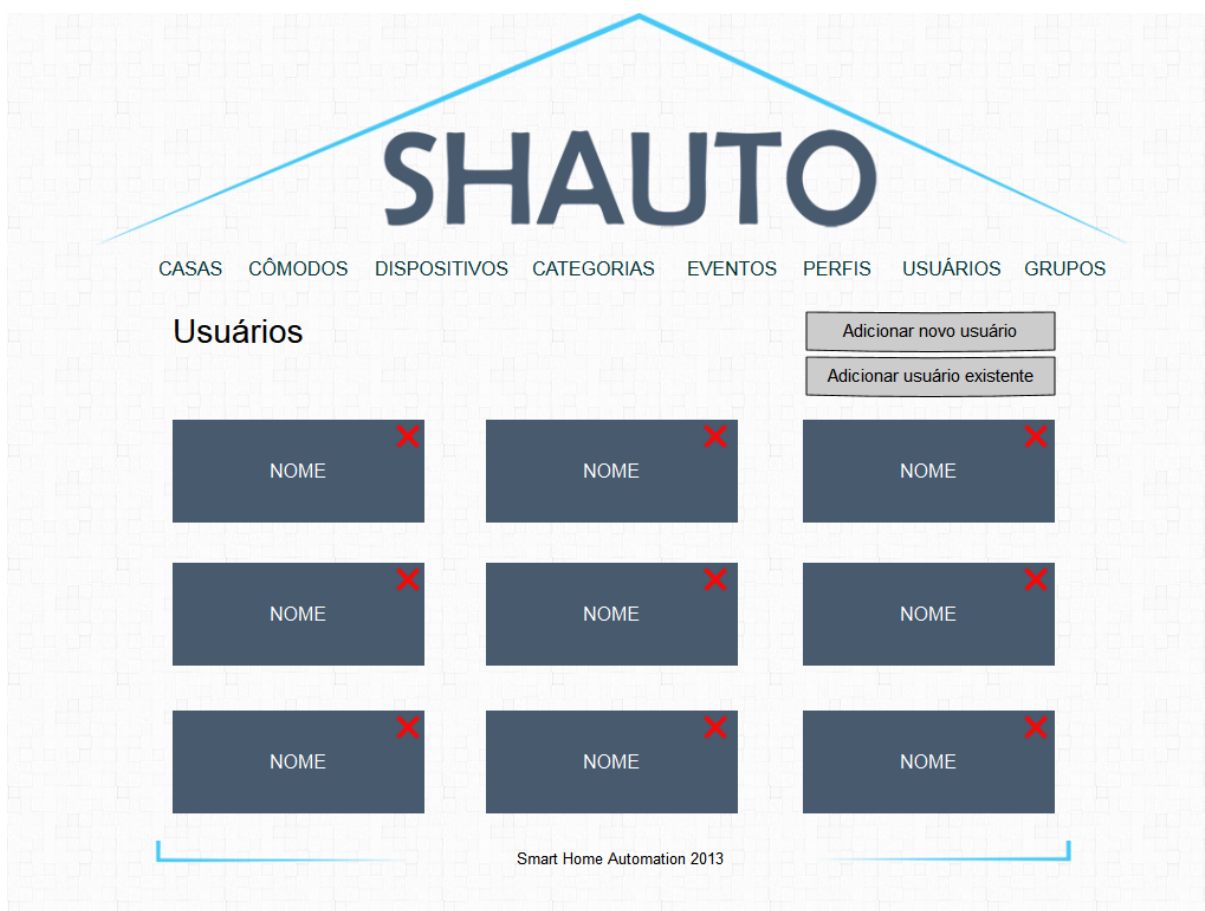 SHAUTO
CASAS CÔMODOS DISPOSITIVOS CATEGORIAS EVENTOS PERFIS USUÁRIOS GRUPOS
Usuários
Adicionar novo usuário
Adicionar usuário existente
NOME NOME NOME
NOME NOME NOME
NOME NOME NOME
Smart Home Automation 2013